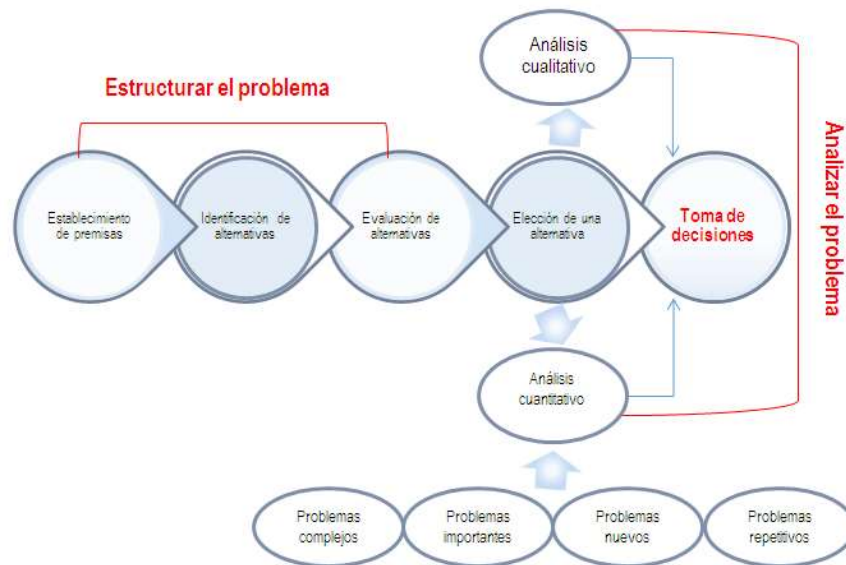 Análisis
cualitativo
Estructurar el problema
Analizar el problema
Establecimiento
de premisas
Identificación de
alternativas
Evaluación de
alternativas
Elección de una
alternativa
Toma de
decisiones
Análisis
cuantitativo
Problemas
complejos
Problemas
importantes
Problemas
nuevos
Problemas
repetitivos